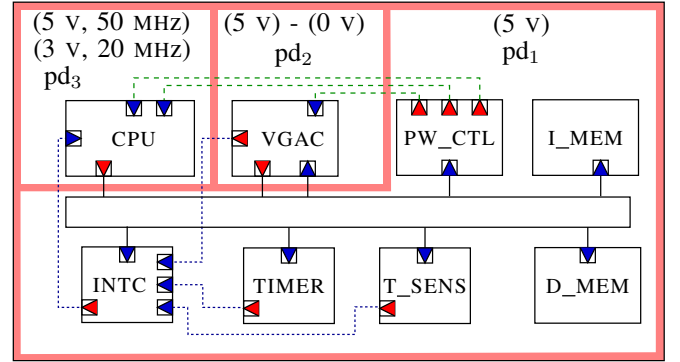 (5 V, 50 MHZ)
(3 V, 20 MHZ)
pd₃
(5 V) - (0 V)
pd₂
(5 V)
pd₁
CPU
VGAC
PW_CTL
I_MEM
INTC
TIMER
T_SENS
D_MEM